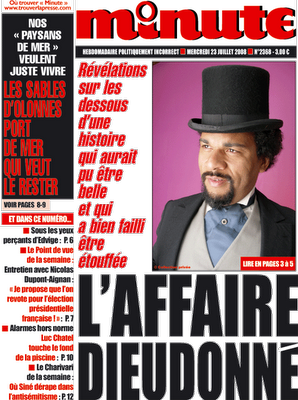 Où trouver « Minute »
→www.trouverlapresse.com
minute
HEBDOMADAIRE POLITIQUEMENT INCORRECT MERCREDI 23 JUILLET 2008 - N° 2368 - 3,00 €
NOS
« PAYSANS
DE MER »
VEULENT
JUSTE VIVRE
LES SABLES
D'OLONNES
PORT
DE MER
QUI VEUT
LE RESTER
VOIR PAGES 8-9
ET DANS CE NUMÉRO...
Sous les yeux
perçants d'Edvige : P. 6
Le Point de vue
de la semaine :
Entretien avec Nicolas
Dupont-Aignan :
« Je propose que l'on
revote pour l'élection
présidentielle
française ! » P. 7
Alarmes hors norme
Luc Chatel
touche le fond
de la piscine : P. 10
Le Charivari
de la semaine :
Où Siné dérape dans
l'antisémitisme : P. 12
Révélations
sur les
dessous
d'une
histoire
qui aurait
pu être
belle
et qui
a bien failli
être
étouffée
LIRE EN PAGES 3 à 5
L'AFFAIRE
DIEUDONNÉ